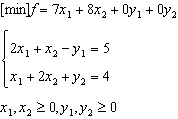 [min]f = 7x₁ + 8x₂ + 0y₁ + 0y₂
2x₁ + x₂ − y₁ = 5
x₁ + 2x₂ + y₂ = 4
x₁, x₂ ≥ 0, y₁, y₂ ≥ 0